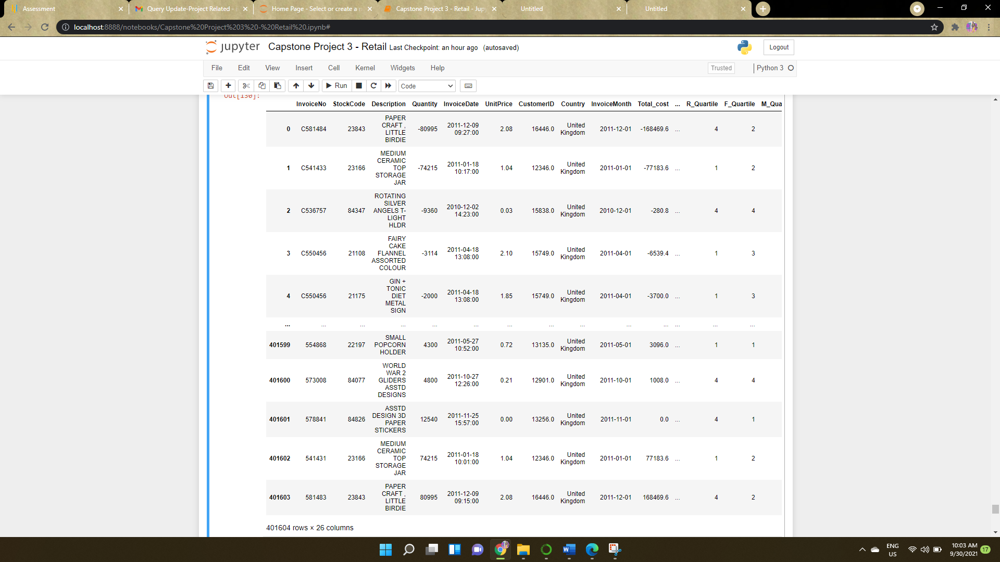 Assessment
Query Update-Project Related -
Home Page - Select or create a n
Capstone Project 3 - Retail - Jup
Untitled
Untitled
localhost:8888/notebooks/Capstone%20Project%203%20-%20Retail%20.ipynb#
jupyter Capstone Project 3 - Retail Last Checkpoint: an hour ago (autosaved)
Logout
File Edit View Insert Cell Kernel Widgets Help
Trusted
Python 3
Run
Code
Out[130]:
InvoiceNo StockCode Description Quantity InvoiceDate UnitPrice CustomerID Country InvoiceMonth Total_cost ... R_Quartile F_Quartile M_Qua
0 C581484 23843 PAPER CRAFT , LITTLE BIRDIE -80995 2011-12-09 09:27:00 2.08 16446.0 United Kingdom 2011-12-01 -168469.6 ... 4 2
1 C541433 23166 MEDIUM CERAMIC TOP STORAGE JAR -74215 2011-01-18 10:17:00 1.04 12346.0 United Kingdom 2011-01-01 -77183.6 ... 1 2
2 C536757 84347 ROTATING SILVER ANGELS T-LIGHT HLDR -9360 2010-12-02 14:23:00 0.03 15838.0 United Kingdom 2010-12-01 -280.8 ... 4 4
3 C550456 21108 FAIRY CAKE FLANNEL ASSORTED COLOUR -3114 2011-04-18 13:08:00 2.10 15749.0 United Kingdom 2011-04-01 -6539.4 ... 1 3
4 C550456 21175 GIN + TONIC DIET METAL SIGN -2000 2011-04-18 13:08:00 1.85 15749.0 United Kingdom 2011-04-01 -3700.0 ... 1 3
... ... ... ... ... ... ... ... ... ... ... ... ... ...
401599 554868 22197 SMALL POPCORN HOLDER 4300 2011-05-27 10:52:00 0.72 13135.0 United Kingdom 2011-05-01 3096.0 ... 1 1
401600 573008 84077 WORLD WAR 2 GLIDERS ASSTD DESIGNS 4800 2011-10-27 12:26:00 0.21 12901.0 United Kingdom 2011-10-01 1008.0 ... 4 4
401601 578841 84826 ASSTD DESIGN 3D PAPER STICKERS 12540 2011-11-25 15:57:00 0.00 13256.0 United Kingdom 2011-11-01 0.0 ... 4 1
401602 541431 23166 MEDIUM CERAMIC TOP STORAGE JAR 74215 2011-01-18 10:01:00 1.04 12346.0 United Kingdom 2011-01-01 77183.6 ... 1 2
401603 581483 23843 PAPER CRAFT , LITTLE BIRDIE 80995 2011-12-09 09:15:00 2.08 16446.0 United Kingdom 2011-12-01 168469.6 ... 4 2
401604 rows × 26 columns
ENG
US
10:03 AM
9/30/2021
17